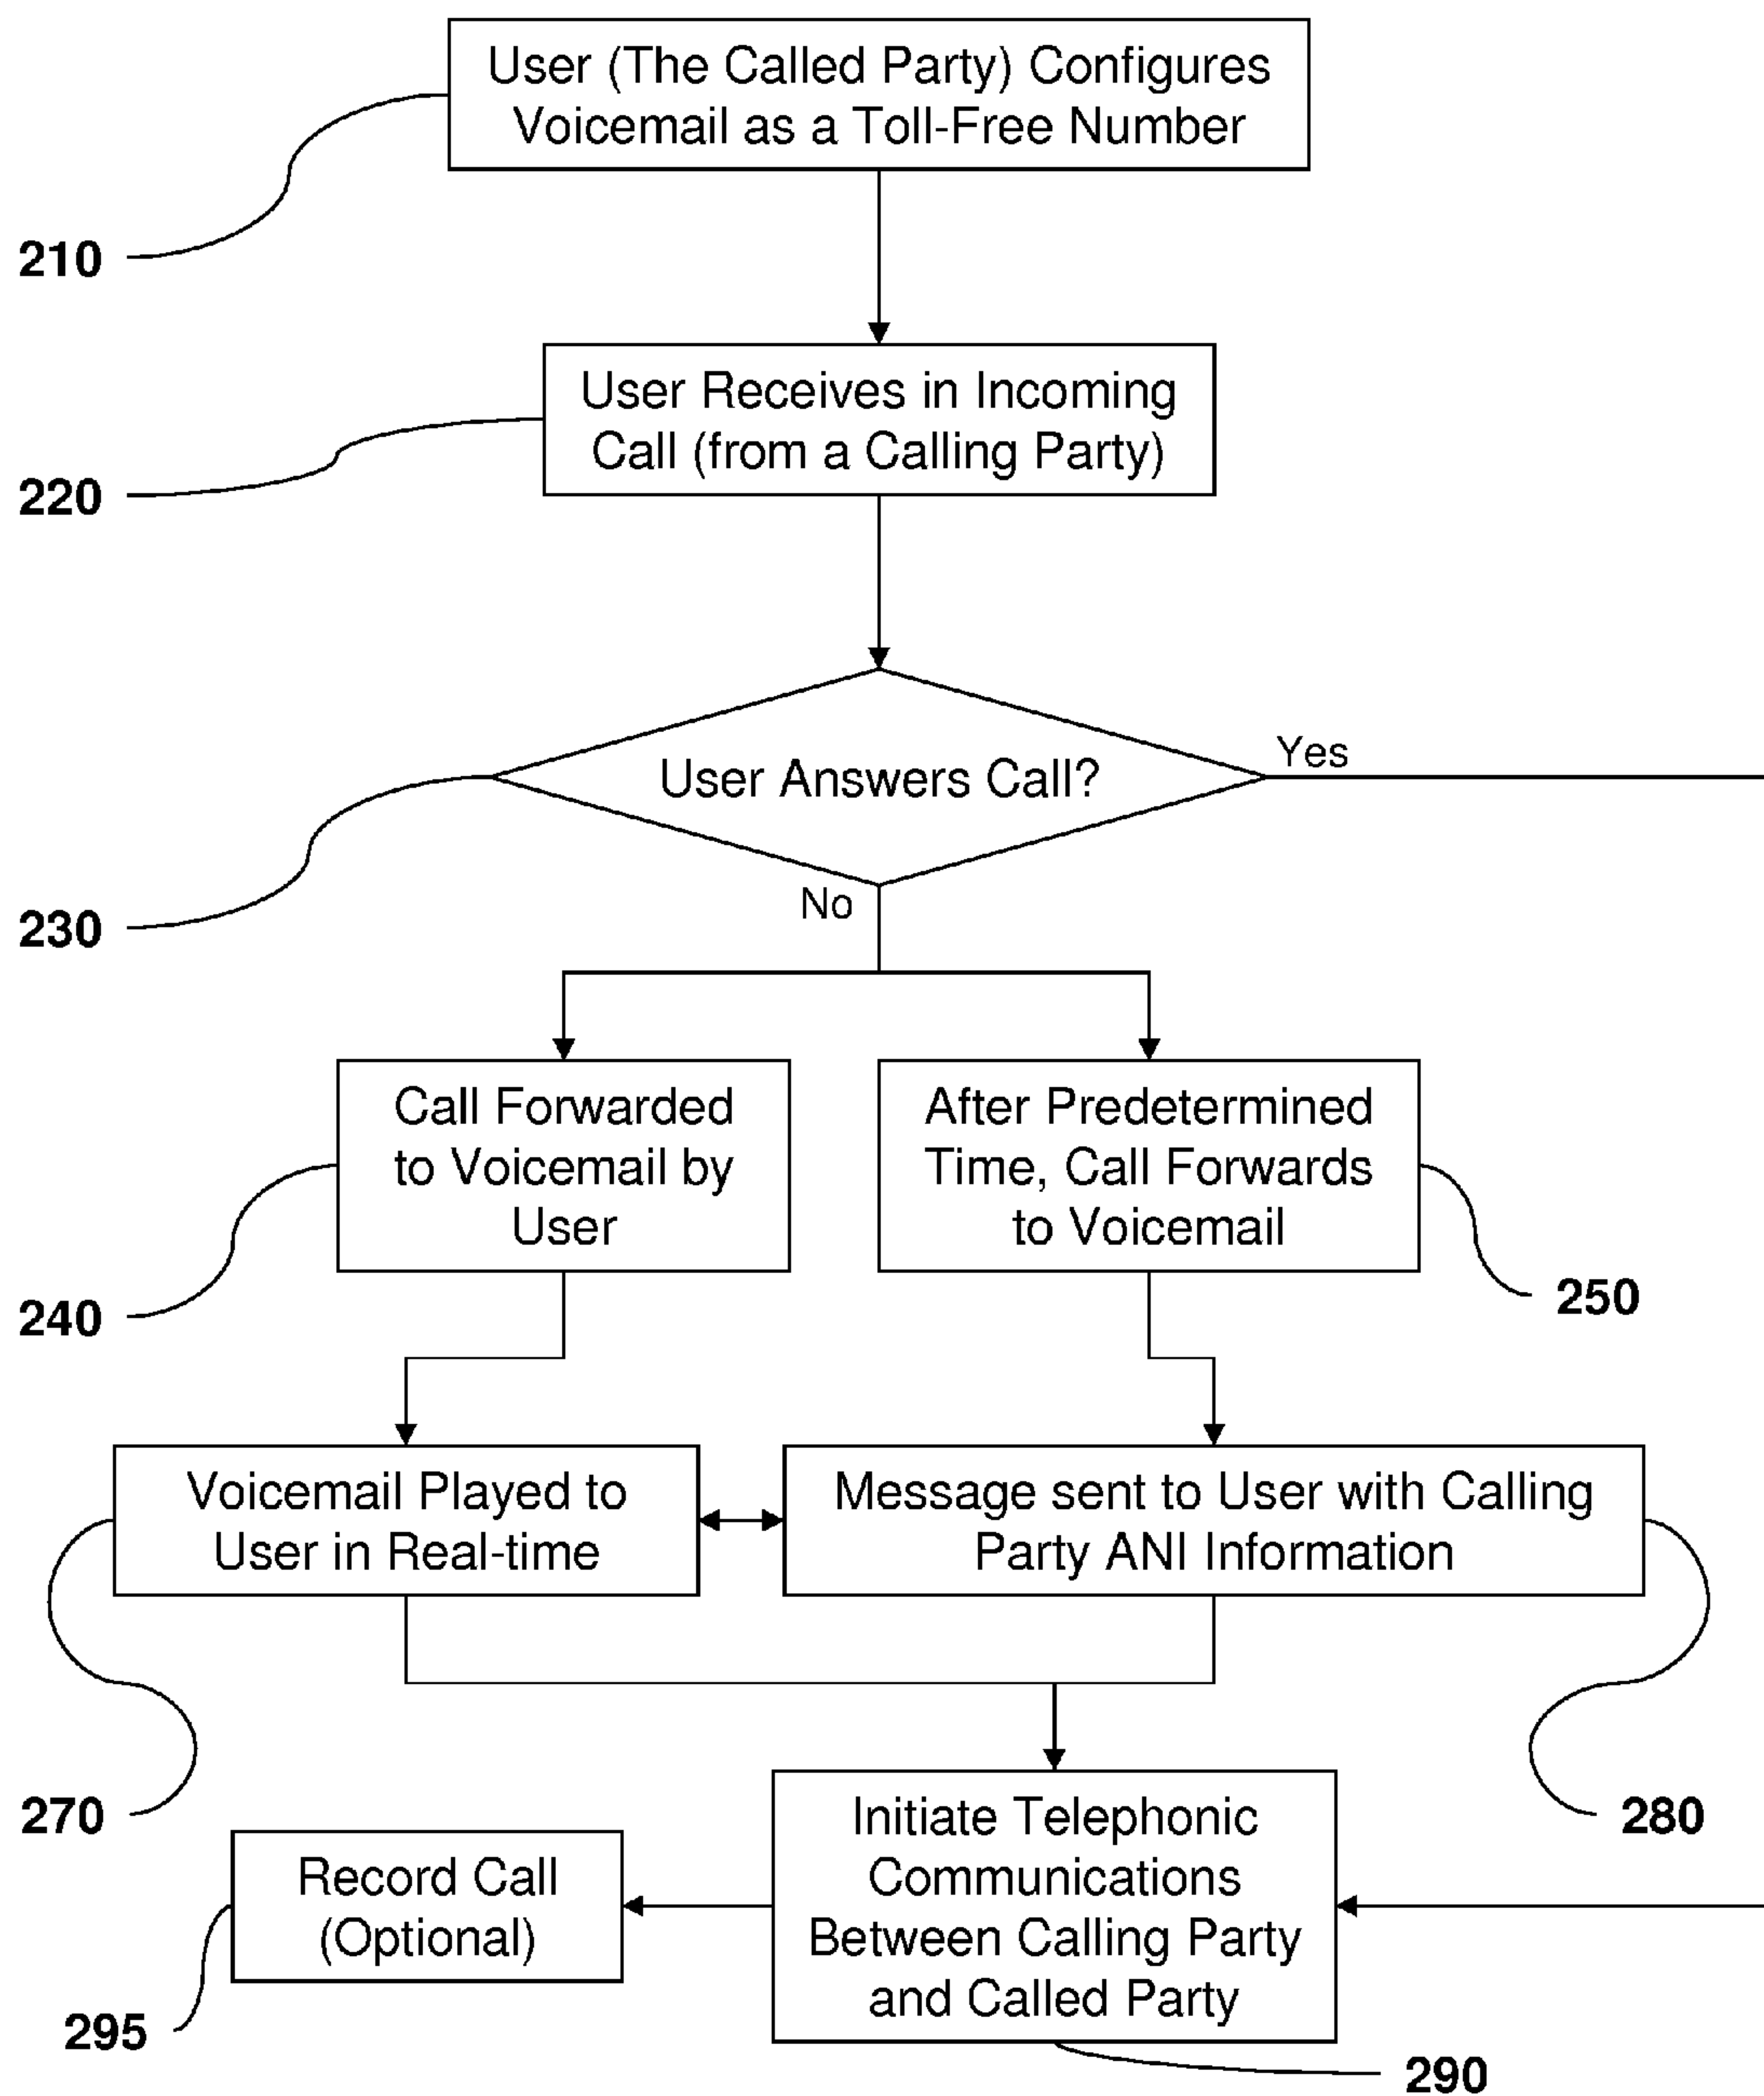 User (The Called Party) Configures
Voicemail as a Toll-Free Number
210
User Receives in Incoming
Call (from a Calling Party)
220
Yes
User Answers Call?
No
230
Call Forwarded
to Voicemail by
User
After Predetermined
Time, Call Forwards
to Voicemail
240
250
Voicemail Played to
User in Real-time
Message sent to User with Calling
Party ANI Information
270
280
Initiate Telephonic
Communications
Between Calling Party
and Called Party
Record Call
(Optional)
295
290